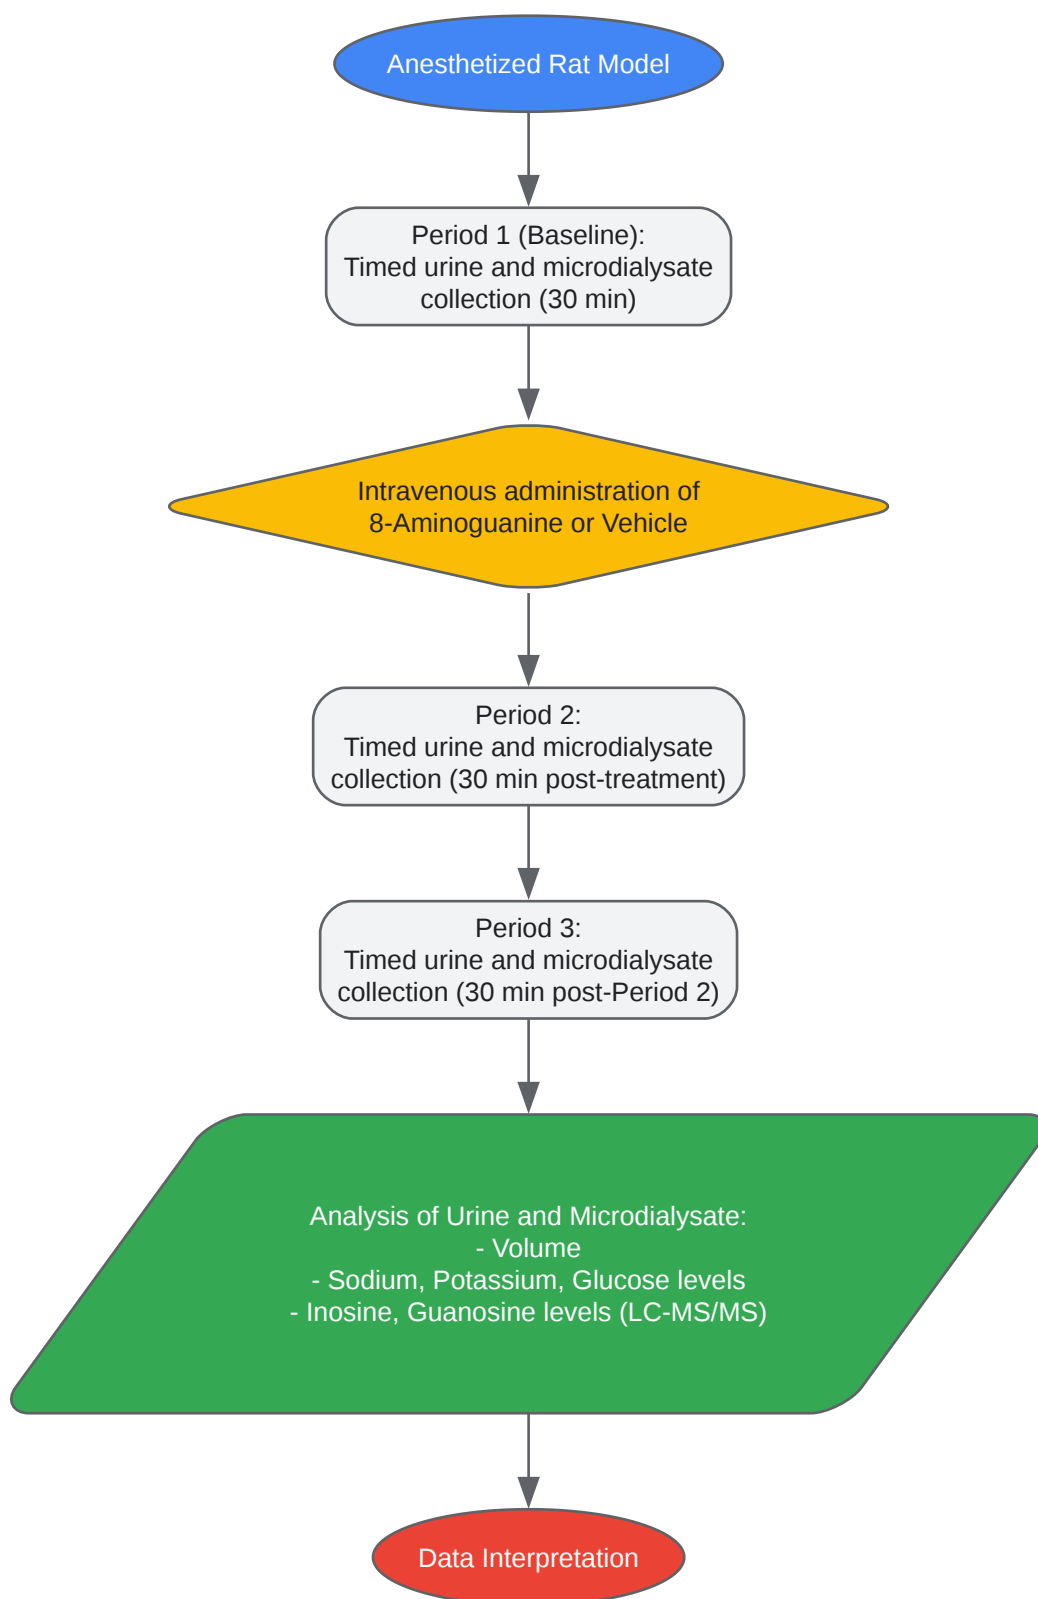 Anesthetized Rat Model
Period 1 (Baseline):
Timed urine and microdialysate
collection (30 min)
Intravenous administration of
8-Aminoguanine or Vehicle
Period 2:
Timed urine and microdialysate
collection (30 min post-treatment)
Period 3:
Timed urine and microdialysate
collection (30 min post-Period 2)
Analysis of Urine and Microdialysate:
- Volume
- Sodium, Potassium, Glucose levels
- Inosine, Guanosine levels (LC-MS/MS)
Data Interpretation